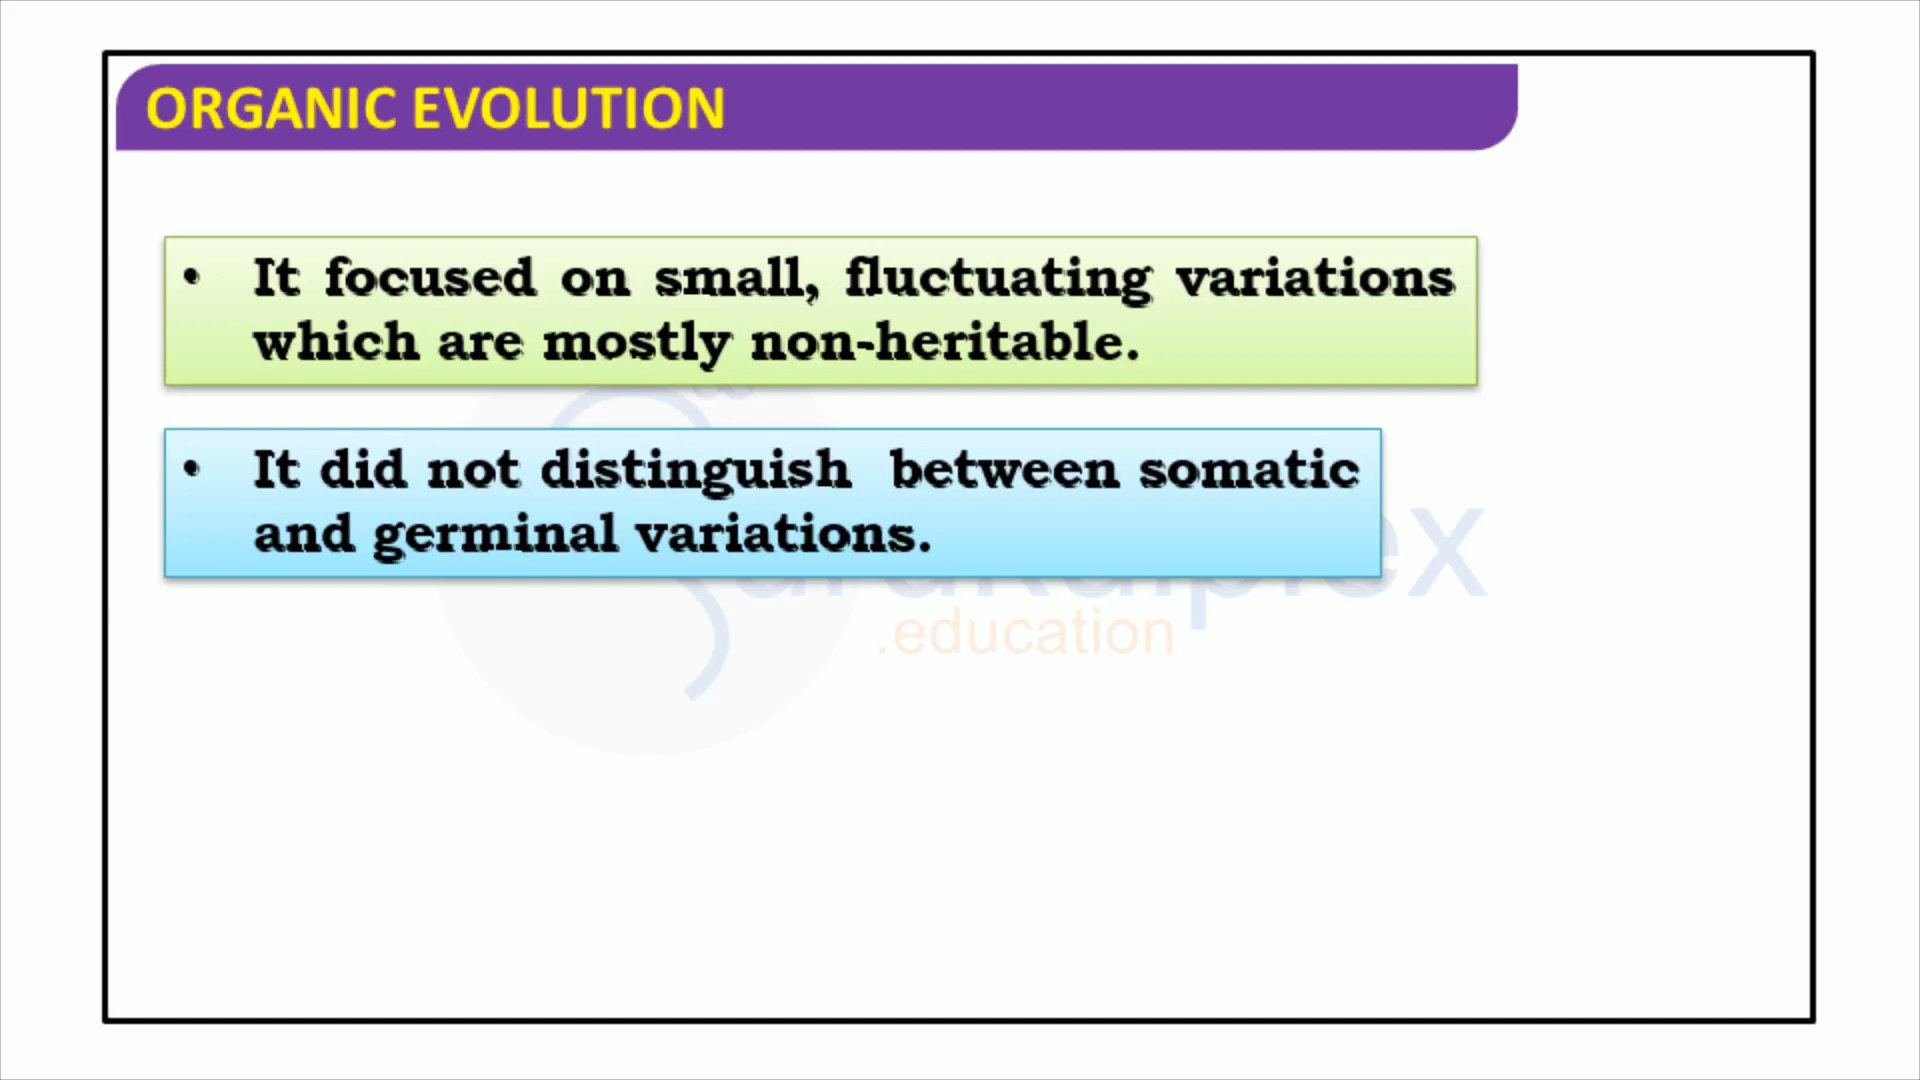 ORGANIC EVOLUTION
• It focused on small, fluctuating variations
which are mostly non-heritable.
• It did not distinguish between somatic
and germinal variations.
.education